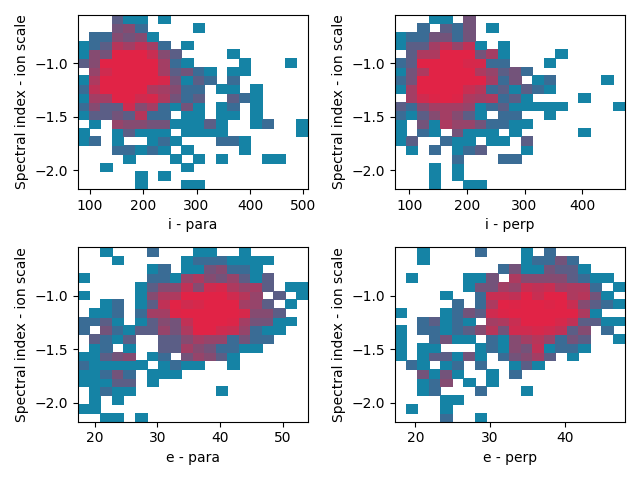 Spectral index - ion scale
−1.0
−1.5
−2.0
100 200 300 400 500
i - para
Spectral index - ion scale
−1.0
−1.5
−2.0
100 200 300 400
i - perp
Spectral index - ion scale
−1.0
−1.5
−2.0
20 30 40 50
e - para
Spectral index - ion scale
−1.0
−1.5
−2.0
20 30 40
e - perp